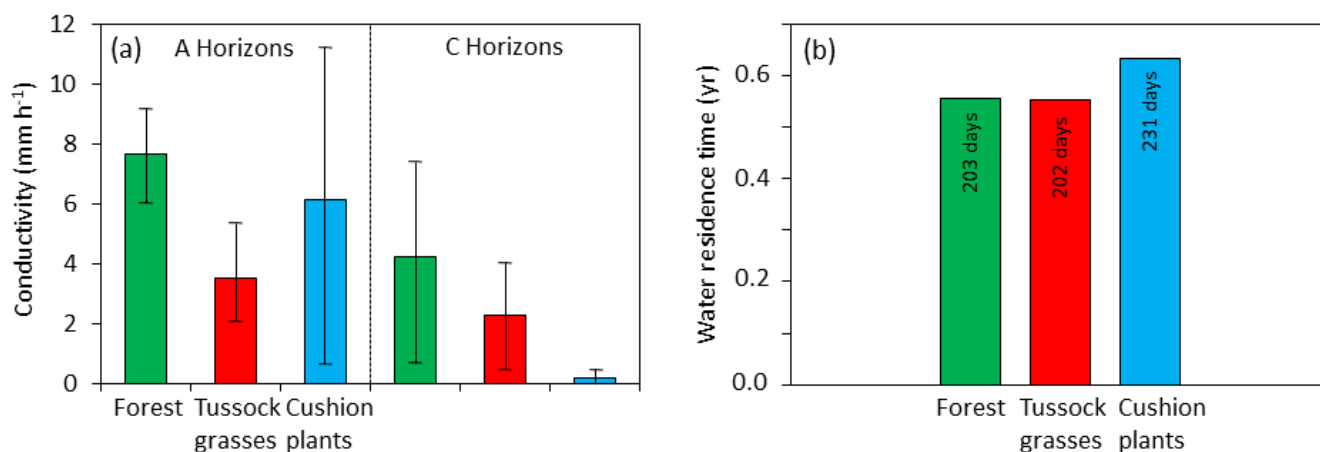 (a)
A Horizons
C Horizons
Conductivity (mm h-1)
12
10
8
6
4
2
0
Forest Tussock Cushion
grasses plants
(b)
Water residence time (yr)
0.6
0.4
0.2
0.0
203 days
202 days
231 days
Forest Tussock Cushion
grasses plants